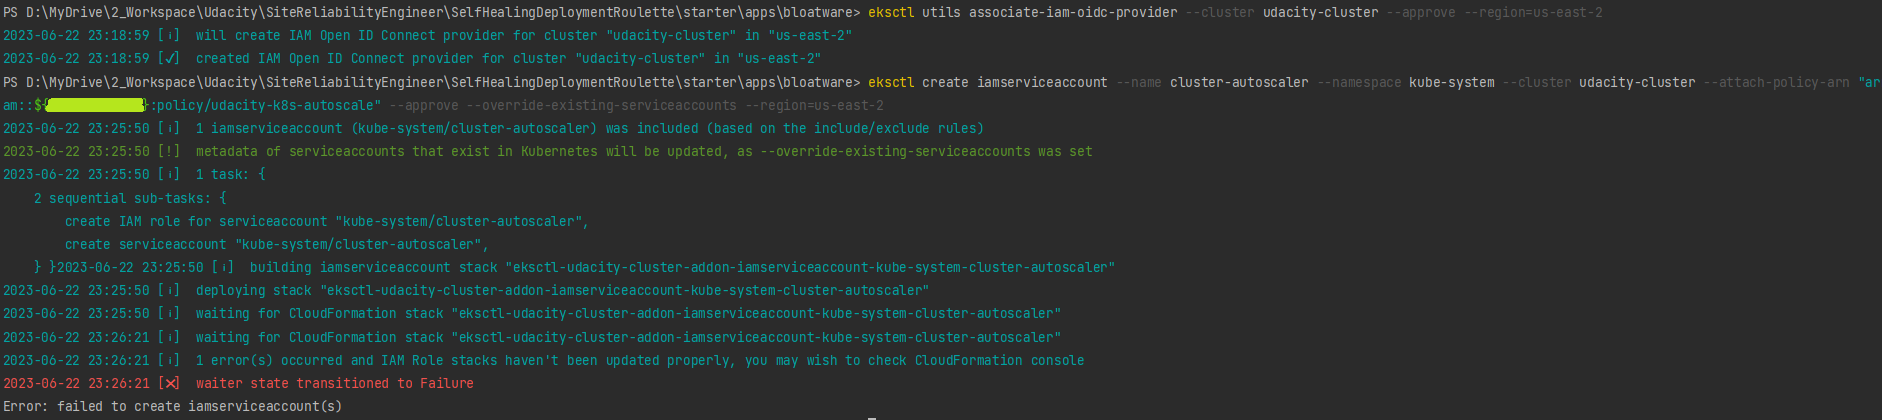 PS D:\MyDrive\2_Workspace\Udacity\SiteReliabilityEngineer\SelfHealingDeploymentRoulette\starter\apps\bloatware> eksctl utils associate-iam-oidc-provider --cluster udacity-cluster --approve --region=us-east-2
2023-06-22 23:18:59 [ℹ]  will create IAM Open ID Connect provider for cluster "udacity-cluster" in "us-east-2"
2023-06-22 23:18:59 [✓]  created IAM Open ID Connect provider for cluster "udacity-cluster" in "us-east-2"
PS D:\MyDrive\2_Workspace\Udacity\SiteReliabilityEngineer\SelfHealingDeploymentRoulette\starter\apps\bloatware> eksctl create iamserviceaccount --name cluster-autoscaler --namespace kube-system --cluster udacity-cluster --attach-policy-arn "ar
am::${}:policy/udacity-k8s-autoscale" --approve --override-existing-serviceaccounts --region=us-east-2
2023-06-22 23:25:50 [ℹ]  1 iamserviceaccount (kube-system/cluster-autoscaler) was included (based on the include/exclude rules)
2023-06-22 23:25:50 [!]  metadata of serviceaccounts that exist in Kubernetes will be updated, as --override-existing-serviceaccounts was set
2023-06-22 23:25:50 [ℹ]  1 task: {
    2 sequential sub-tasks: {
        create IAM role for serviceaccount "kube-system/cluster-autoscaler",
        create serviceaccount "kube-system/cluster-autoscaler",
    } }2023-06-22 23:25:50 [ℹ]  building iamserviceaccount stack "eksctl-udacity-cluster-addon-iamserviceaccount-kube-system-cluster-autoscaler"
2023-06-22 23:25:50 [ℹ]  deploying stack "eksctl-udacity-cluster-addon-iamserviceaccount-kube-system-cluster-autoscaler"
2023-06-22 23:25:50 [ℹ]  waiting for CloudFormation stack "eksctl-udacity-cluster-addon-iamserviceaccount-kube-system-cluster-autoscaler"
2023-06-22 23:26:21 [ℹ]  waiting for CloudFormation stack "eksctl-udacity-cluster-addon-iamserviceaccount-kube-system-cluster-autoscaler"
2023-06-22 23:26:21 [ℹ]  1 error(s) occurred and IAM Role stacks haven't been updated properly, you may wish to check CloudFormation console
2023-06-22 23:26:21 [✖]  waiter state transitioned to Failure
Error: failed to create iamserviceaccount(s)